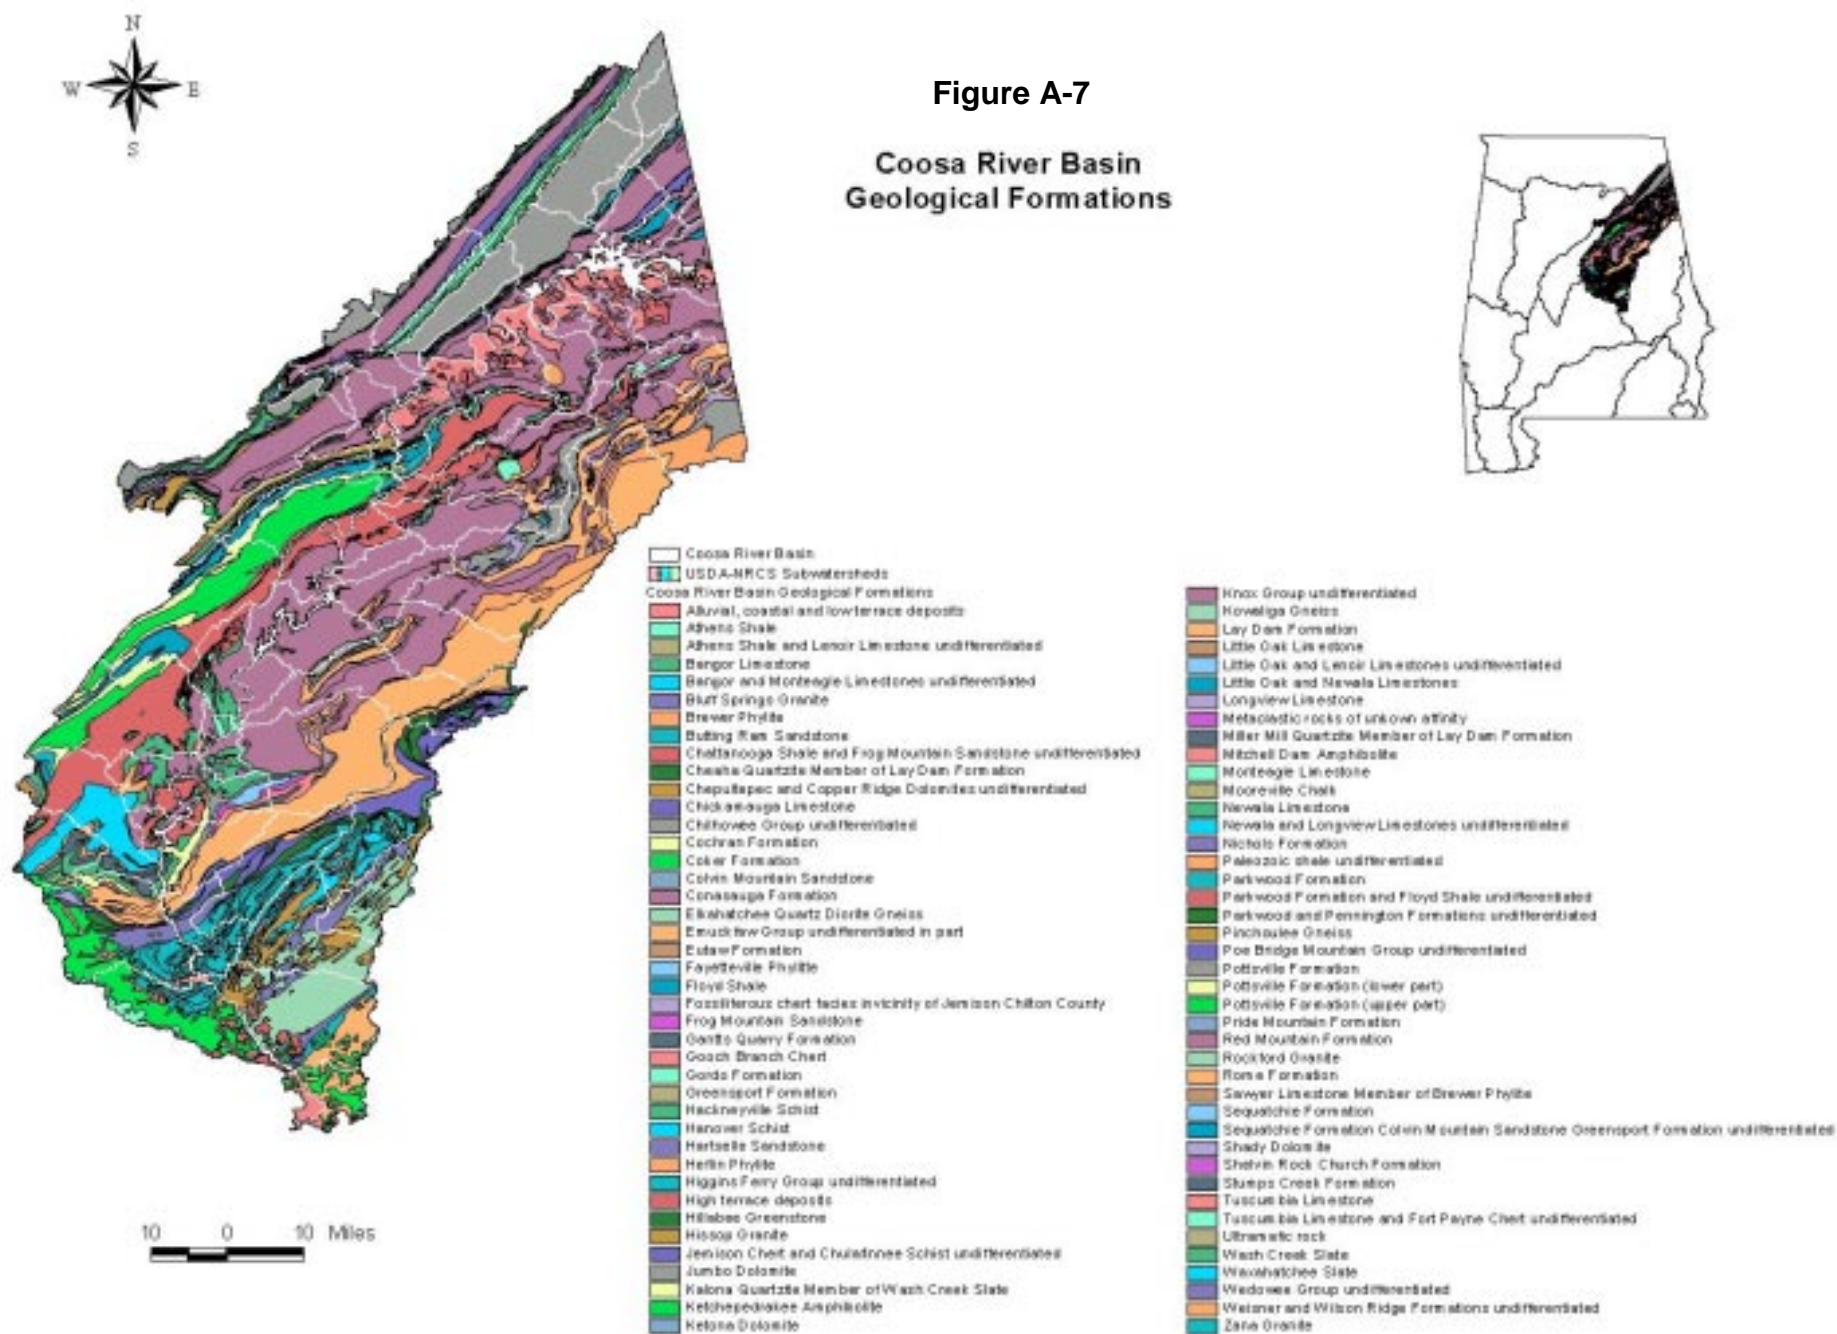 N
W E
S
Figure A-7
Coosa River Basin
Geological Formations
Coosa River Basin
USDA-NRCS Subwatersheds
Coosa River Basin Geological Formations
Alluvial, coastal and low terrace deposits
Athens Shale
Athens Shale and Lenoir Limestone undifferentiated
Bangor Limestone
Bangor and Monteagle Limestones undifferentiated
Bluff Springs Granite
Brewer Phylite
Butting Ram Sandstone
Chattanooga Shale and Frog Mountain Sandstone undifferentiated
Cheaha Quartzite Member of Lay Dam Formation
Chepultepec and Copper Ridge Dolomites undifferentiated
Chickamauga Limestone
Chilhowee Group undifferentiated
Cochran Formation
Coker Formation
Colvin Mountain Sandstone
Conasauga Formation
Elkahatchee Quartz Diorite Gneiss
Emuckfaw Group undifferentiated in part
Eutaw Formation
Fayetteville Phylite
Floyd Shale
Fossiliferous chert facies in vicinity of Jemison Chilton County
Frog Mountain Sandstone
Gantts Quarry Formation
Gooch Branch Chert
Gordo Formation
Greensport Formation
Hackneyville Schist
Hanover Schist
Hartselle Sandstone
Heflin Phylite
Higgins Ferry Group undifferentiated
High terrace deposits
Hillabee Greenstone
Hissop Granite
Jemison Chert and Chulafinnee Schist undifferentiated
Jumbo Dolomite
Kalona Quartzite Member of Wash Creek Slate
Ketchepedrakee Amphibolite
Ketona Dolomite
Knox Group undifferentiated
Kowaliga Gneiss
Lay Dam Formation
Little Oak Limestone
Little Oak and Lenoir Limestones undifferentiated
Little Oak and Newala Limestones
Longview Limestone
Metaclastic rocks of unkown affinity
Miller Mill Quartzite Member of Lay Dam Formation
Mitchell Dam Amphibolite
Monteagle Limestone
Mooreville Chalk
Newala Limestone
Newala and Longview Limestones undifferentiated
Nichols Formation
Paleozoic shale undifferentiated
Parkwood Formation
Parkwood Formation and Floyd Shale undifferentiated
Parkwood and Pennington Formations undifferentiated
Pinchoulee Gneiss
Poe Bridge Mountain Group undifferentiated
Pottsville Formation
Pottsville Formation (lower part)
Pottsville Formation (upper part)
Pride Mountain Formation
Red Mountain Formation
Rockford Granite
Rome Formation
Sawyer Limestone Member of Brewer Phylite
Sequatchie Formation
Sequatchie Formation Colvin Mountain Sandstone Greensport Formation undifferentiated
Shady Dolomite
Shelvin Rock Church Formation
Stumps Creek Formation
Tuscumbia Limestone
Tuscumbia Limestone and Fort Payne Chert undifferentiated
Ultramafic rock
Wash Creek Slate
Waxahatchee Slate
Wedowee Group undifferentiated
Weisner and Wilson Ridge Formations undifferentiated
Zana Granite
10 0 10 Miles